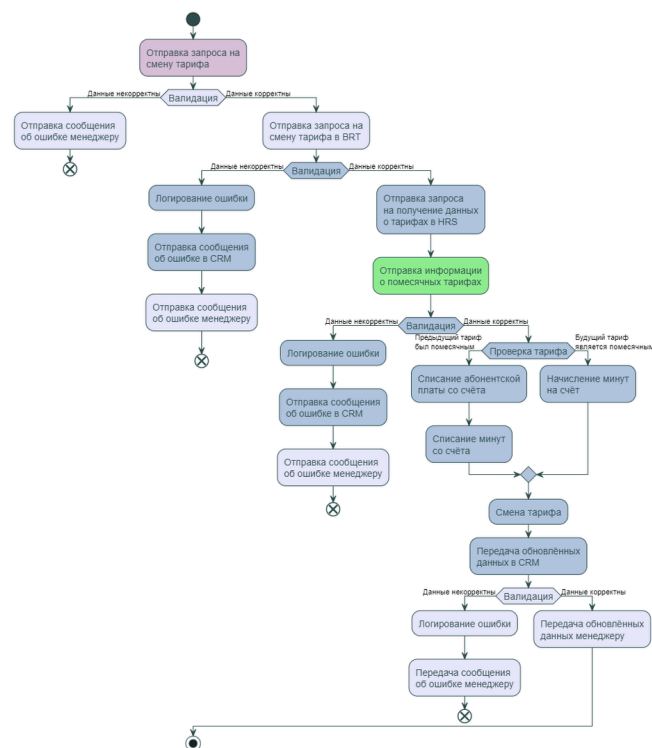 Отправка запроса на
смену тарифа
Данные некорректны
Валидация
Данные корректны
Отправка сообщения
об ошибке менеджеру
Отправка запроса на
смену тарифа в BRT
Данные некорректны
Валидация
Данные корректны
Логирование ошибки
Отправка запроса
на получение данных
о тарифах в HRS
Отправка сообщения
об ошибке в CRM
Отправка информации
о помесячных тарифах
Отправка сообщения
об ошибке менеджеру
Данные некорректны
Валидация
Данные корректны
Предыдущий тариф
был помесячным
Проверка тарифа
Будущий тариф
является помесячным
Логирование ошибки
Списание абонентской
платы со счёта
Начисление минут
на счёт
Отправка сообщения
об ошибке в CRM
Списание минут
со счёта
Отправка сообщения
об ошибке менеджеру
Смена тарифа
Передача обновлённых
данных в CRM
Данные некорректны
Валидация
Данные корректны
Логирование ошибки
Передача обновлённых
данных менеджеру
Передача сообщения
об ошибке менеджеру